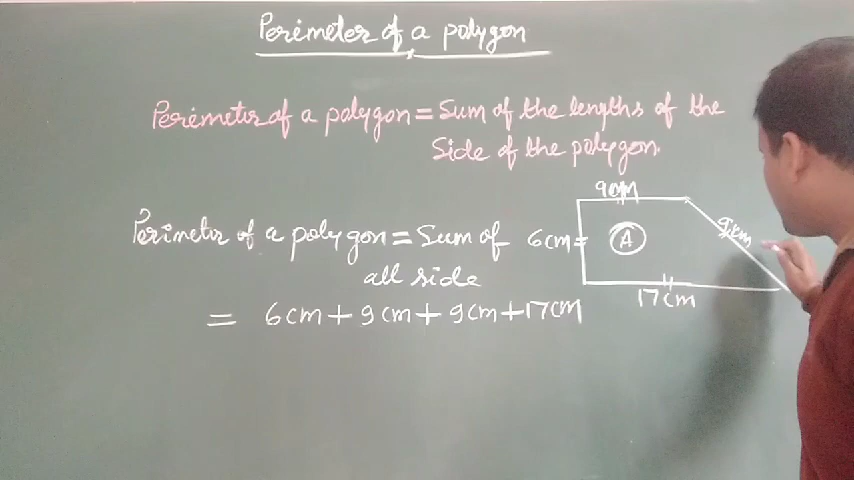 Perimeter of a polygon
Perimeter of a polygon = Sum of the lengths of the
Side of the polygon.
9cm
Perimeter of a polygon = Sum of
6cm
A
9cm
all side
17cm
= 6cm + 9cm + 9cm + 17cm